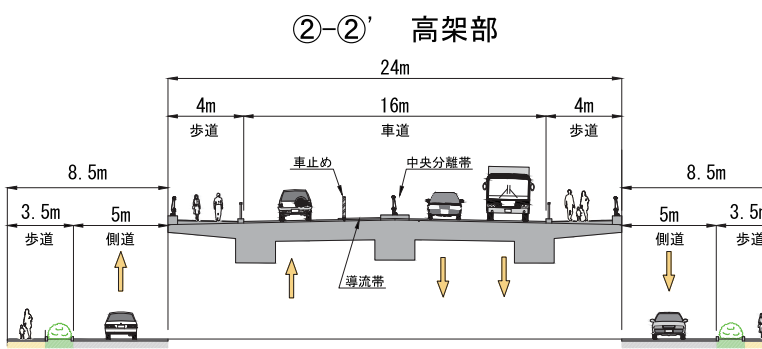 ②-②' 高架部
24m
4m 16m 4m
歩道 車道 歩道
車止め 中央分離帯
8.5m 8.5m
3.5m 5m 5m 3.5m
歩道 側道 側道 歩
導流帯